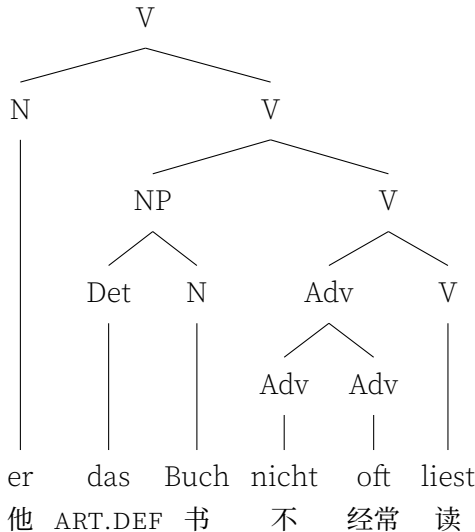 V
N V
NP V
Det N Adv V
Adv Adv
er das Buch nicht oft liest
他 ART.DEF 书 不 经常 读